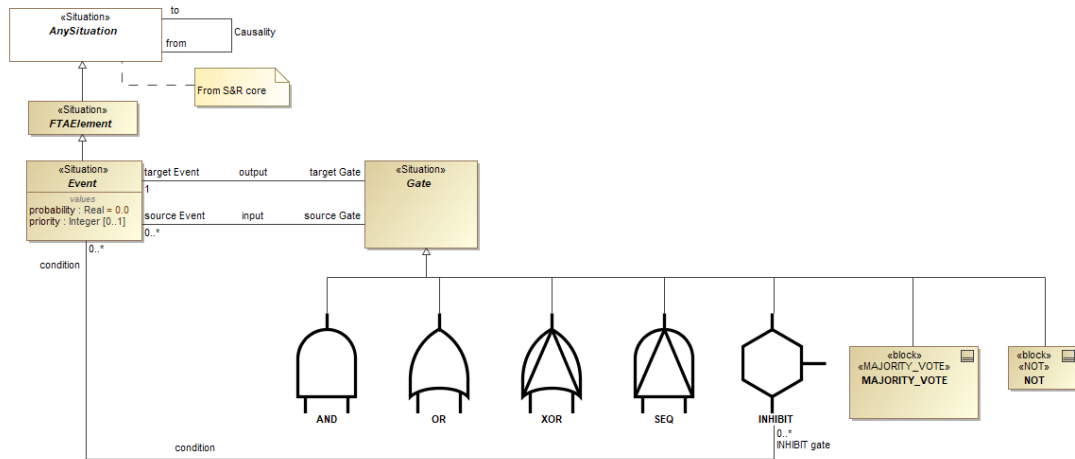 «Situation»
AnySituation
to
Causality
from
From S&R core
«Situation»
FTAElement
«Situation»
Event
values
probability : Real = 0.0
priority : Integer [0..1]
target Event
output
target Gate
1
source Event
input
source Gate
0..*
«Situation»
Gate
0..*
condition
AND
OR
XOR
SEQ
INHIBIT
«block»
«MAJORITY_VOTE»
MAJORITY_VOTE
«block»
«NOT»
NOT
0..*
INHIBIT gate
condition